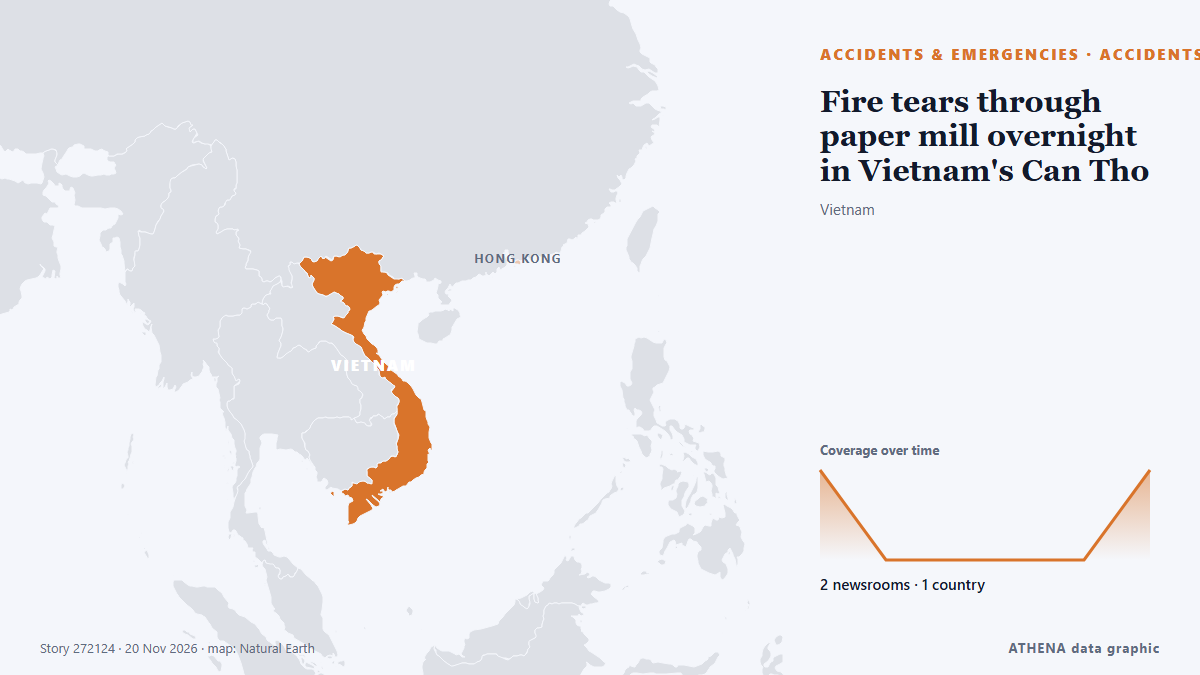 ACCIDENTS & EMERGENCIES · ACCIDENTS
Fire tears through
paper mill overnight
in Vietnam's Can Tho
Vietnam
HONG KONG
VIETNAM
Coverage over time
2 newsrooms · 1 country
Story 272124 · 20 Nov 2026 · map: Natural Earth
ATHENA data graphic